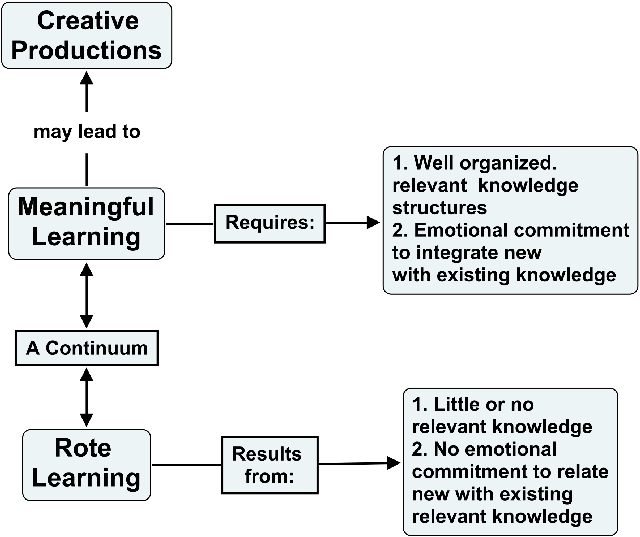 Creative
Productions
may lead to
Meaningful
Learning
Requires:
1. Well organized.
relevant knowledge
structures
2. Emotional commitment
to integrate new
with existing knowledge
A Continuum
Rote
Learning
Results
from:
1. Little or no
relevant knowledge
2. No emotional
commitment to relate
new with existing
relevant knowledge